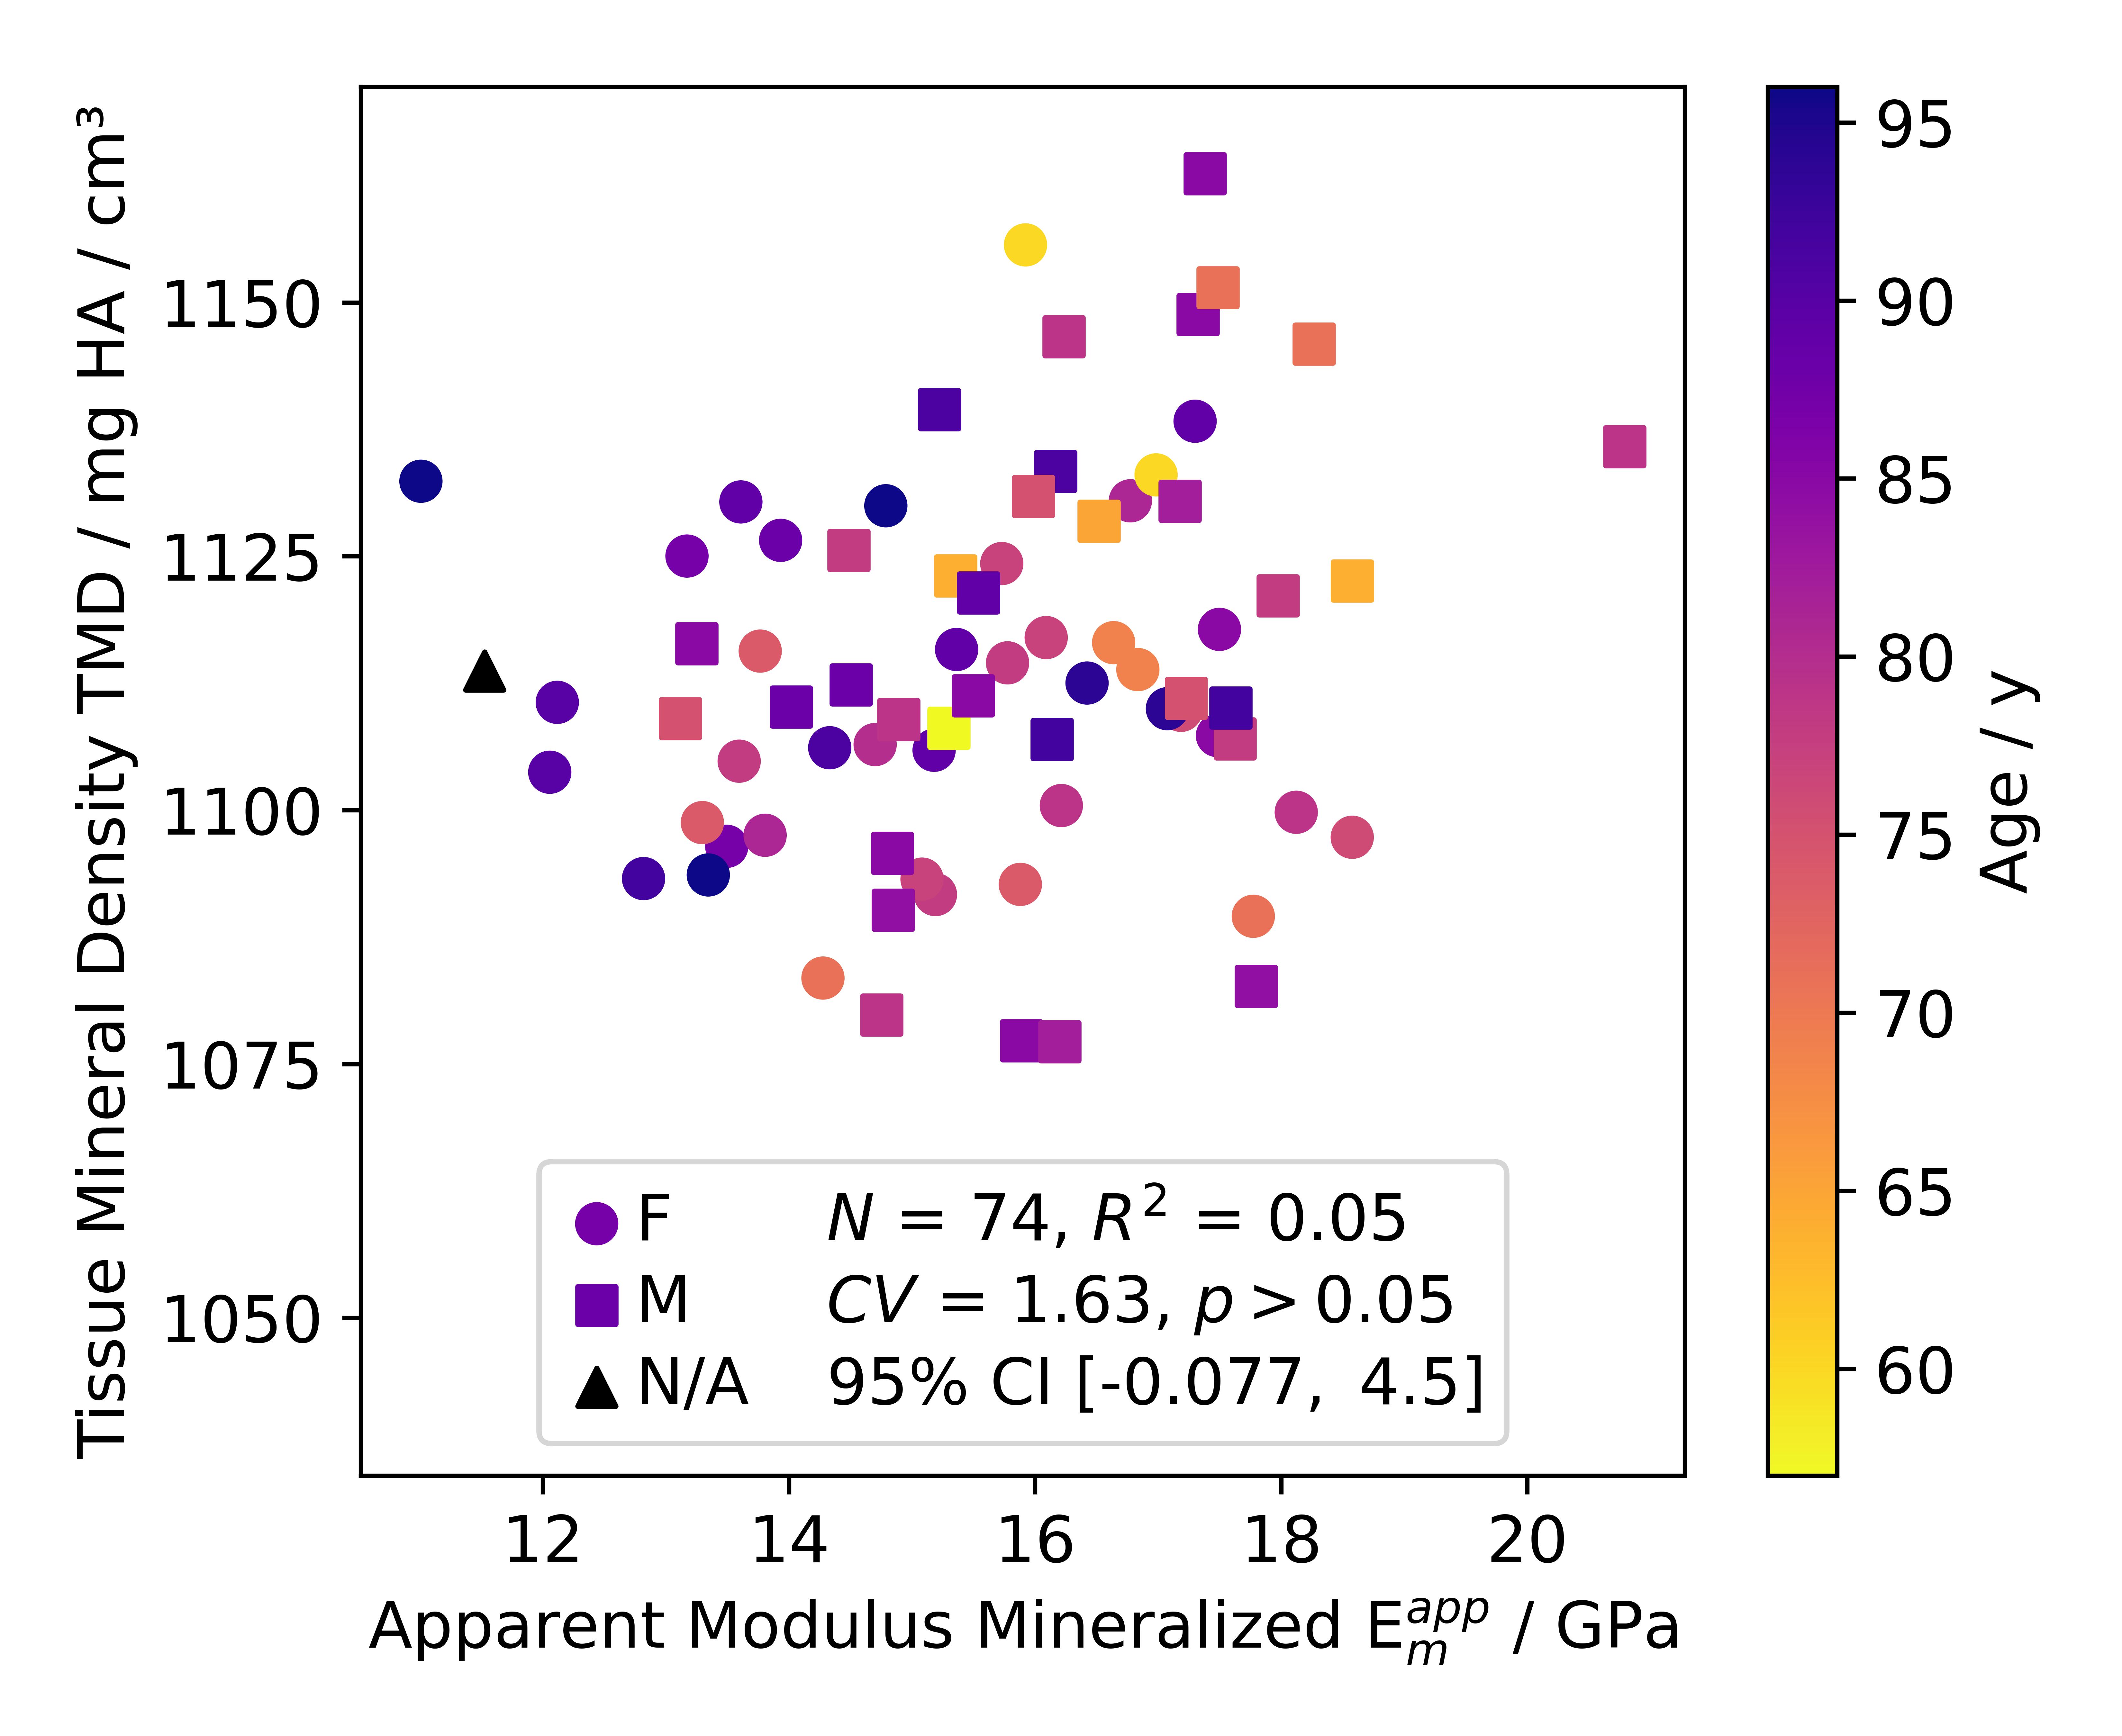 Tissue Mineral Density TMD / mg HA / cm³
1150
1125
1100
1075
1050
F N = 74, R² = 0.05
M CV = 1.63, p > 0.05
N/A 95% CI [-0.077, 4.5]
12 14 16 18 20
Apparent Modulus Mineralized E_m^app / GPa
95
90
85
80
75
70
65
60
Age / y